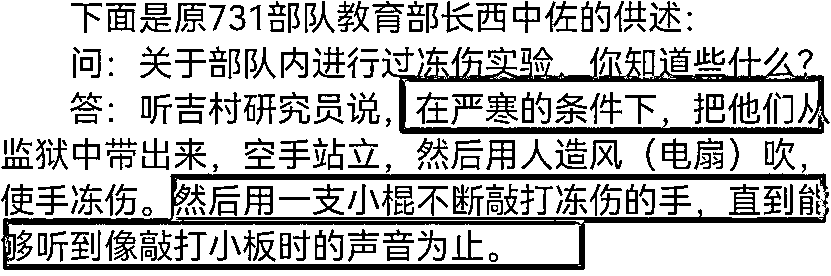 下面是原731部队教育部长西中佐的供述：
问：关于部队内进行过冻伤实验，你知道些什么？
答：听吉村研究员说，在严寒的条件下，把他们从
监狱中带出来，空手站立，然后用人造风（电扇）吹，
使手冻伤。然后用一支小棍不断敲打冻伤的手，直到能
够听到像敲打小板时的声音为止。